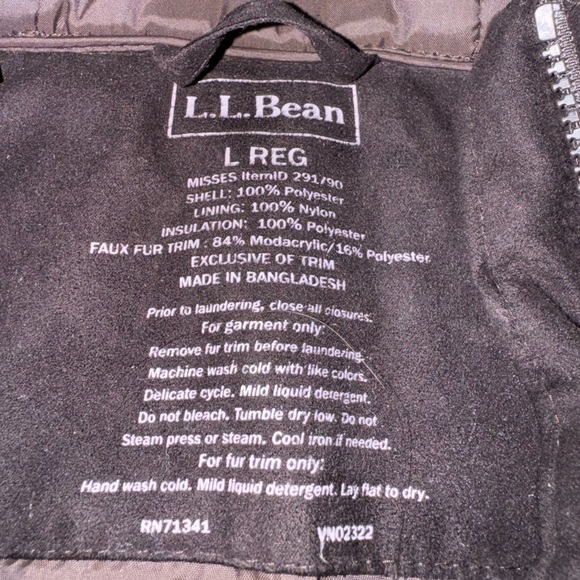 L.L.Bean
L REG
MISSES ItemID 291790
SHELL: 100% Polyester
LINING: 100% Nylon
INSULATION: 100% Polyester
FAUX FUR TRIM : 84% Modacrylic/16% Polyester
EXCLUSIVE OF TRIM
MADE IN BANGLADESH
Prior to laundering, close all closures.
For garment only:
Remove fur trim before laundering.
Machine wash cold with like colors.
Delicate cycle. Mild liquid detergent.
Do not bleach. Tumble dry low. Do not
Steam press or steam. Cool iron if needed.
For fur trim only:
Hand wash cold. Mild liquid detergent. Lay flat to dry.
RN71341 VN02322